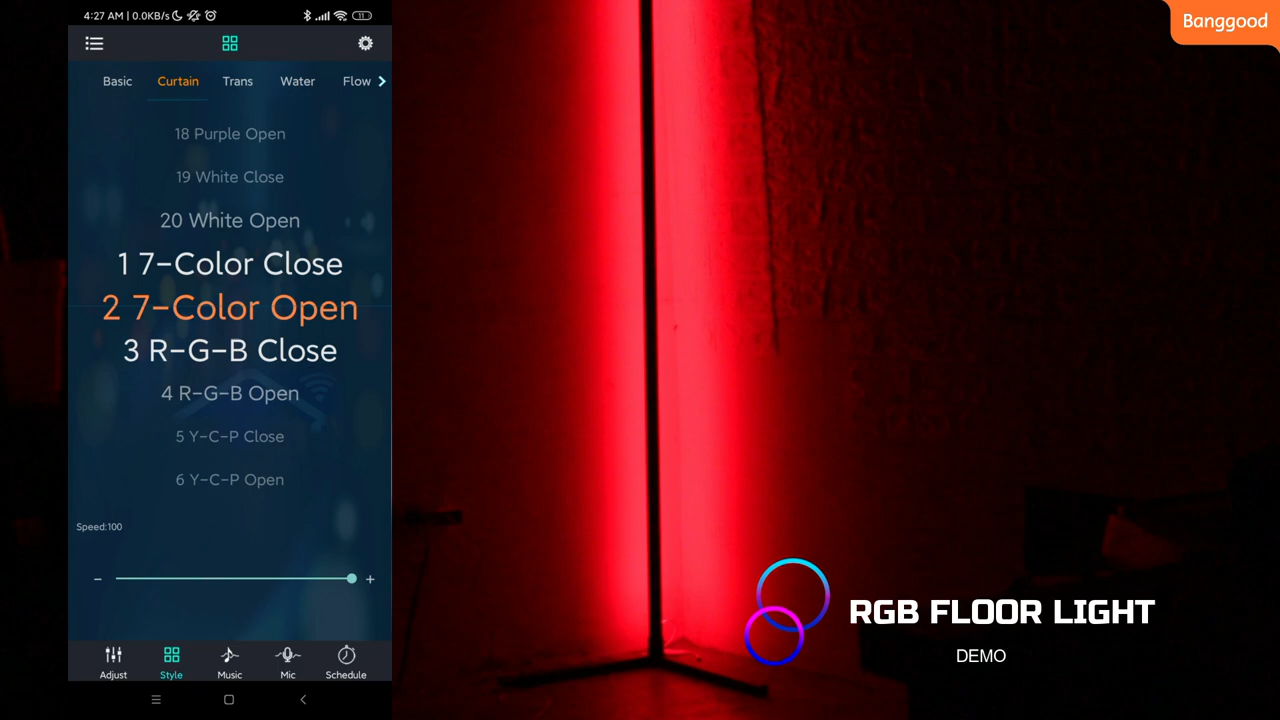 4:27 AM | 0.0KB/s
11
Banggood
Basic Curtain Trans Water Flow
18 Purple Open
19 White Close
20 White Open
1 7-Color Close
2 7-Color Open
3 R-G-B Close
4 R-G-B Open
5 Y-C-P Close
6 Y-C-P Open
Speed:100
- +
RGB FLOOR LIGHT
DEMO
Adjust Style Music Mic Schedule